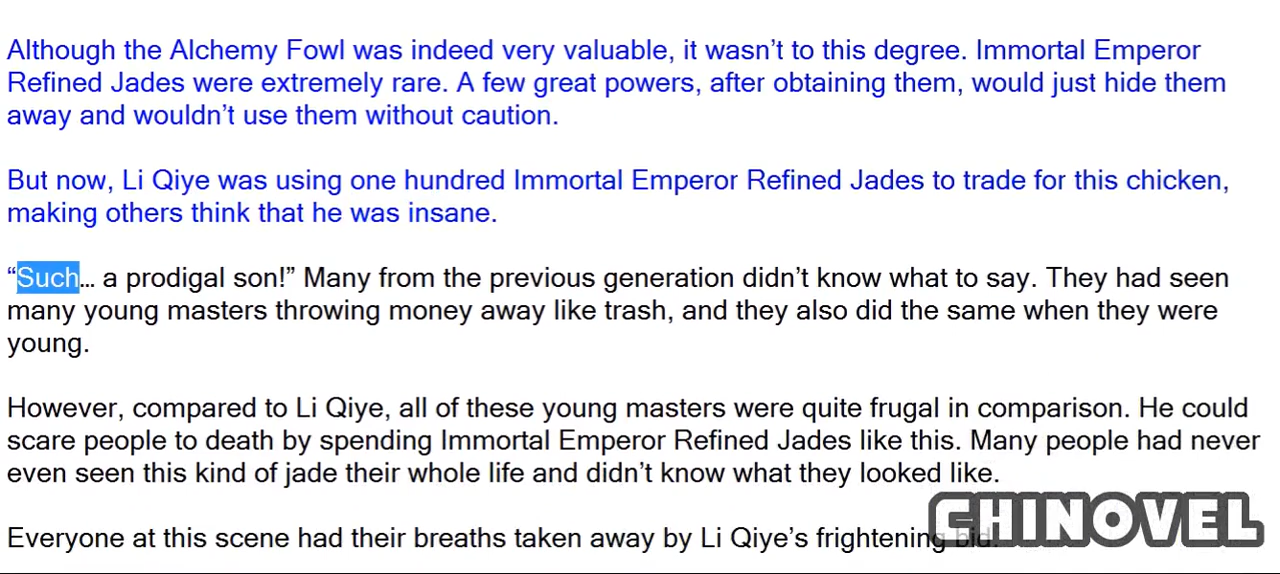 Although the Alchemy Fowl was indeed very valuable, it wasn’t to this degree. Immortal Emperor
Refined Jades were extremely rare. A few great powers, after obtaining them, would just hide them
away and wouldn’t use them without caution.
But now, Li Qiye was using one hundred Immortal Emperor Refined Jades to trade for this chicken,
making others think that he was insane.
“Such… a prodigal son!” Many from the previous generation didn’t know what to say. They had seen
many young masters throwing money away like trash, and they also did the same when they were
young.
However, compared to Li Qiye, all of these young masters were quite frugal in comparison. He could
scare people to death by spending Immortal Emperor Refined Jades like this. Many people had never
even seen this kind of jade their whole life and didn’t know what they looked like.
Everyone at this scene had their breaths taken away by Li Qiye’s frightening bid.
CHINOVEL